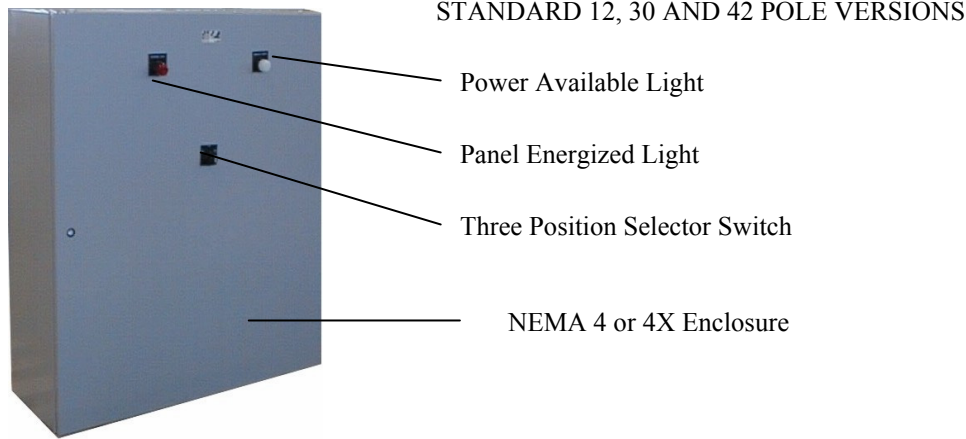 STANDARD 12, 30 AND 42 POLE VERSIONS
Power Available Light
Panel Energized Light
Three Position Selector Switch
NEMA 4 or 4X Enclosure